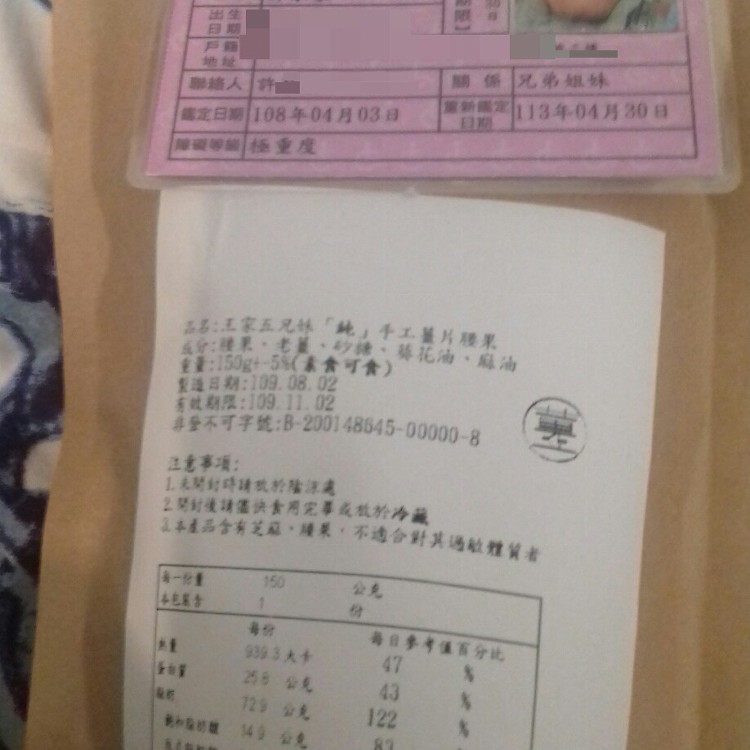 出生
日期
期
限
戶籍
地址
聯絡人 許
關係 兄弟姐妹
鑑定日期 108年04月03日
重新鑑定
日期 113年04月30日
障礙等級 極重度
品名:王家五兄妹「純」手工薑片腰果
成分:腰果、老薑、砂糖、葵花油、麻油
重量:150g+-5%(素食可食)
製造日期:109.08.02
有效期限:109.11.02
非登不可字號:B-200148645-00000-8
注意事項:
1.未開封時請放於陰涼處
2.開封後請儘快食用完畢或放於冷藏
3.本產品含有芝麻、腰果,不適合對其過敏體質者
每一份量 150 公克
本包裝含 1 份
每份 每日參考值百分比
熱量 939.3 大卡 47 %
蛋白質 25.8 公克 43 %
脂肪 72.9 公克 122 %
飽和脂肪 14.9 公克 83